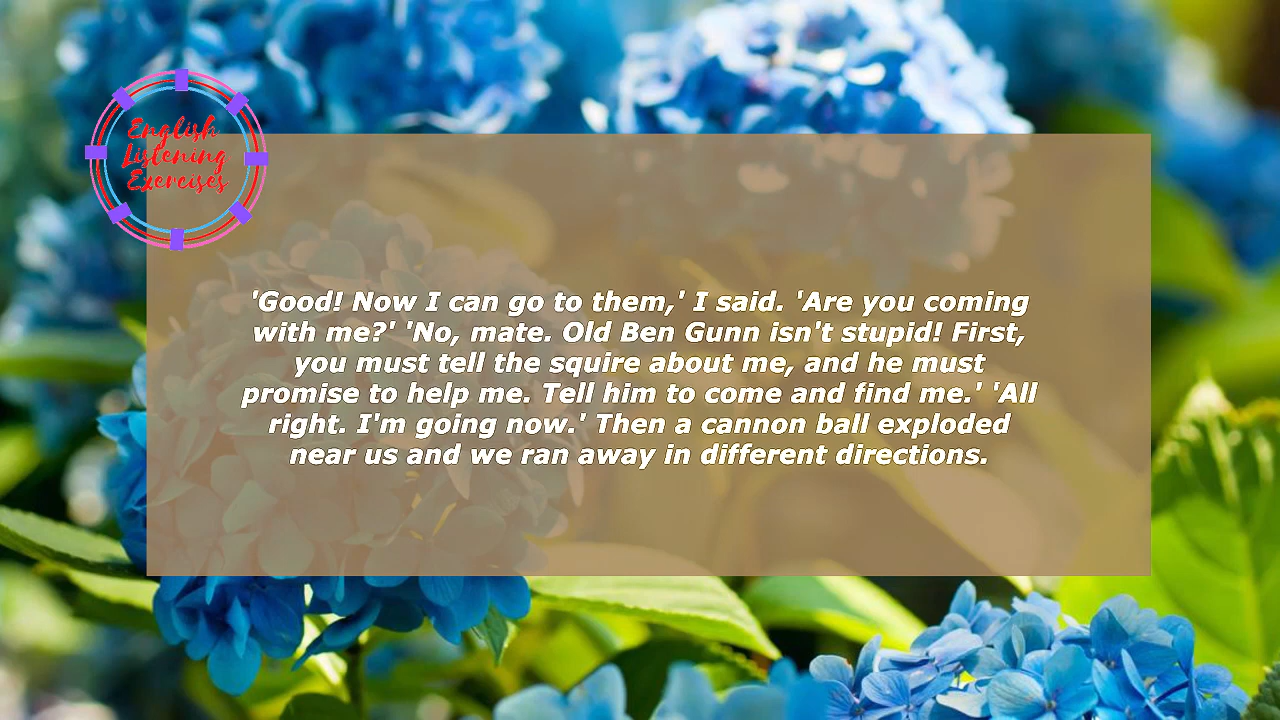 English
Listening
Exercises
'Good! Now I can go to them,' I said. 'Are you coming
with me?' 'No, mate. Old Ben Gunn isn't stupid! First,
you must tell the squire about me, and he must
promise to help me. Tell him to come and find me.' 'All
right. I'm going now.' Then a cannon ball exploded
near us and we ran away in different directions.